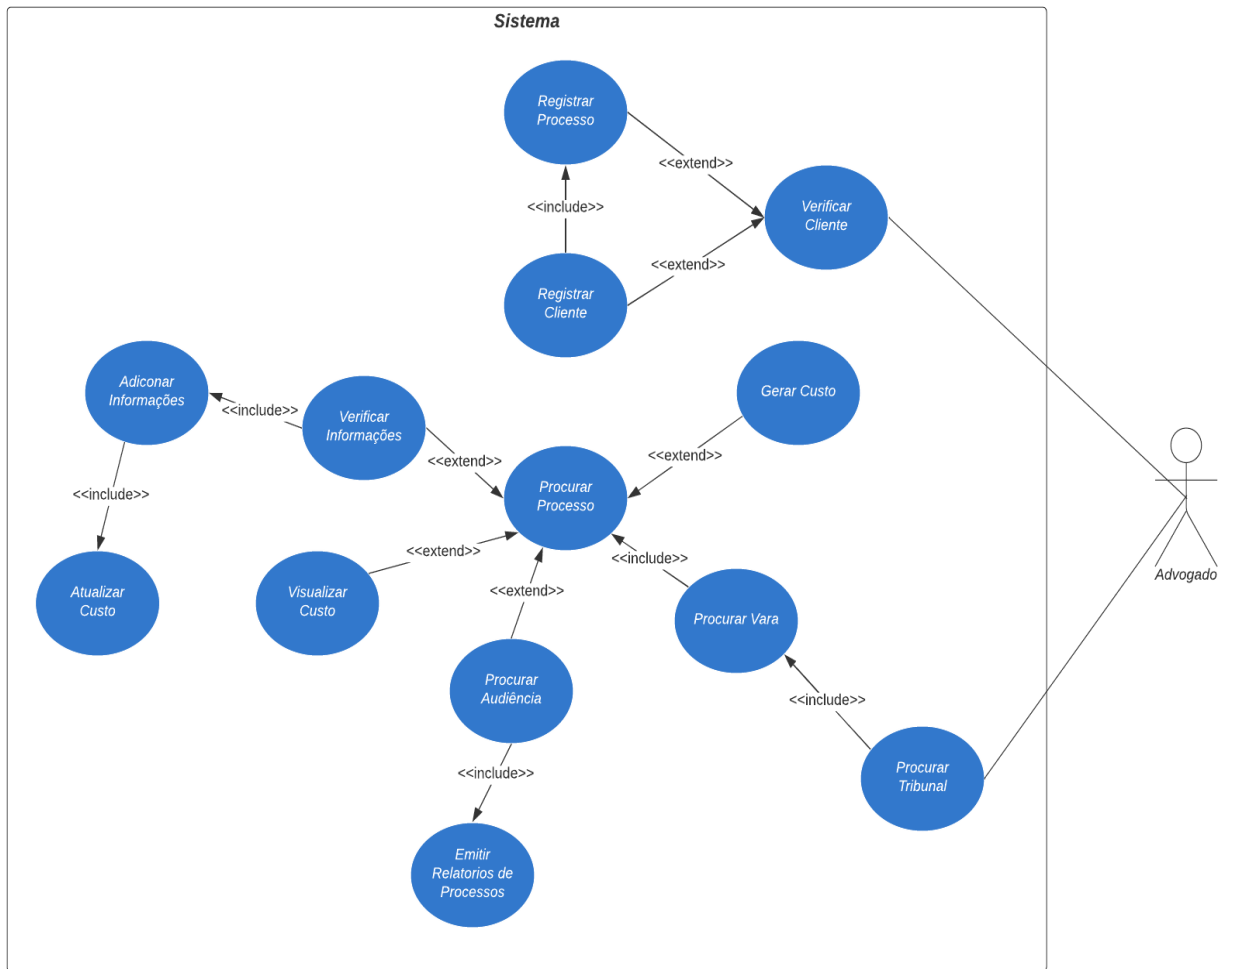 Sistema
Registrar
Processo
<<extend>>
<<include>>
Verificar
Cliente
<<extend>>
Registrar
Cliente
Adiconar
Informações
<<include>>
Verificar
Informações
Gerar Custo
<<extend>>
<<extend>>
Procurar
Processo
<<include>>
<<extend>>
<<include>>
Advogado
Atualizar
Custo
Visualizar
Custo
<<extend>>
Procurar Vara
Procurar
Audiência
<<include>>
<<include>>
Procurar
Tribunal
Emitir
Relatorios de
Processos